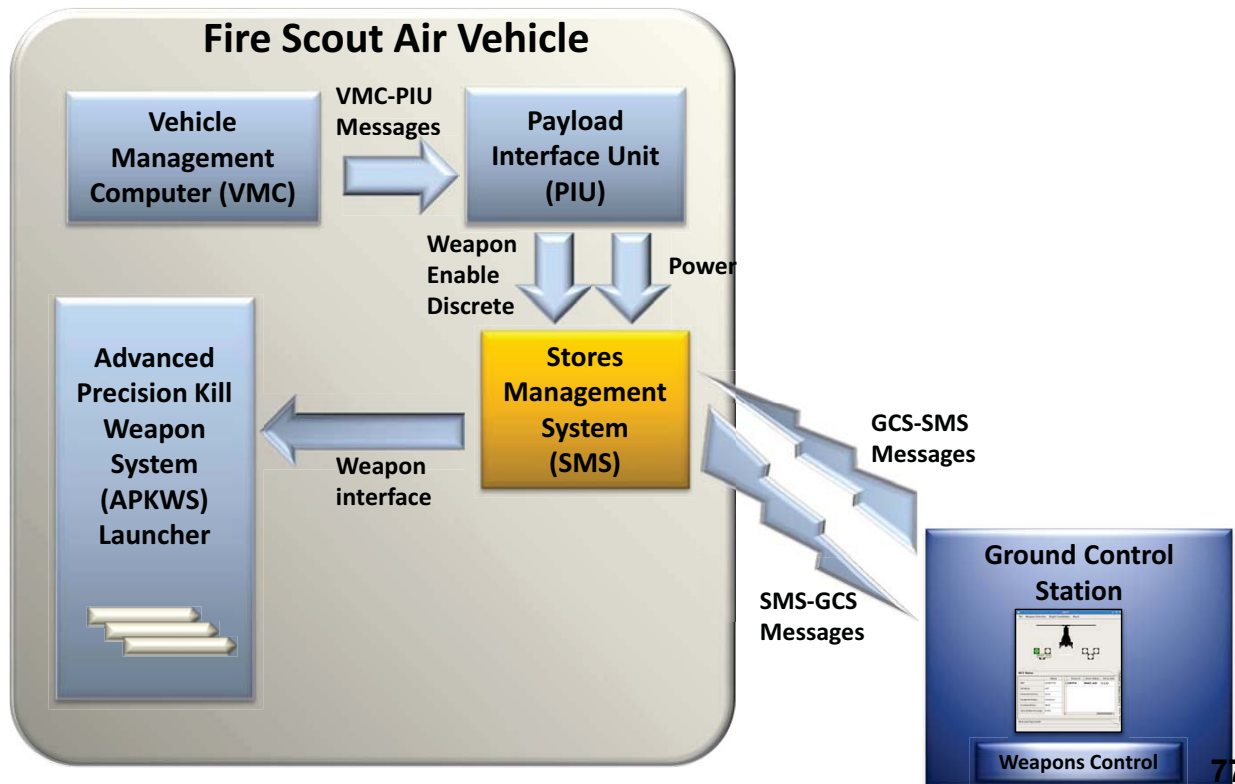 Fire Scout Air Vehicle
Vehicle
Management
Computer (VMC)
VMC-PIU
Messages
Payload
Interface Unit
(PIU)
Weapon
Enable
Discrete
Power
Advanced
Precision Kill
Weapon
System
(APKWS)
Launcher
Weapon
interface
Stores
Management
System
(SMS)
GCS-SMS
Messages
SMS-GCS
Messages
Ground Control
Station
Weapons Control
77